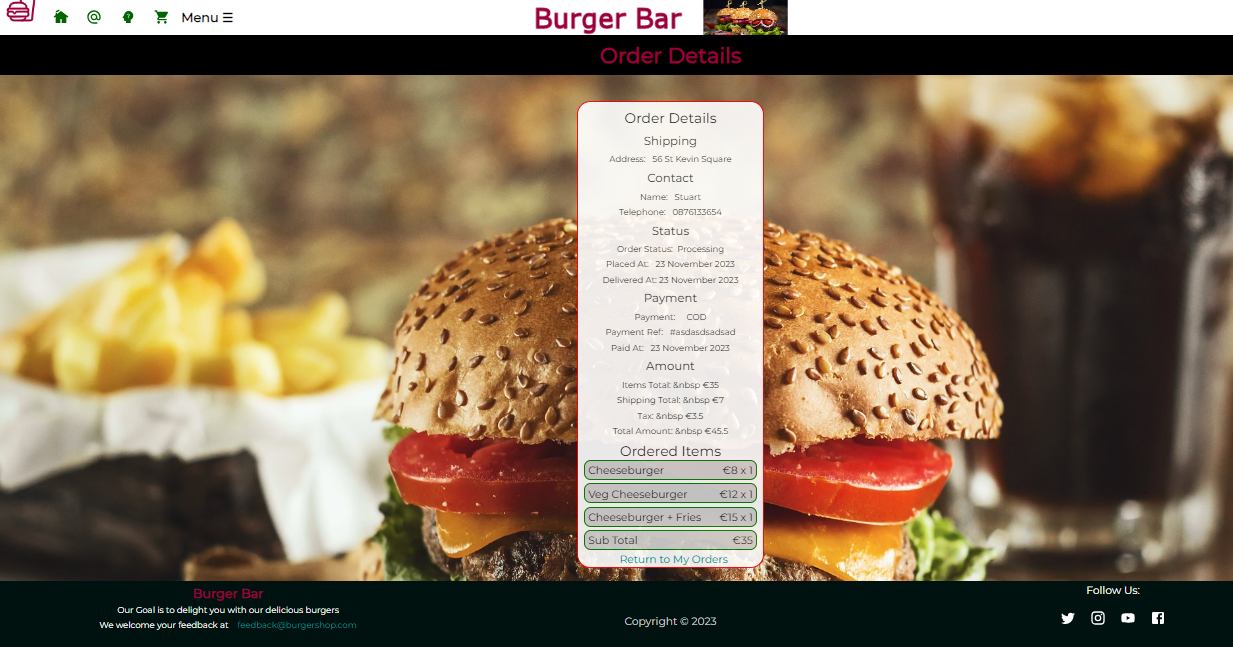 Menu ☰
Burger Bar
Order Details
Order Details
Shipping
Address: 56 St Kevin Square
Contact
Name: Stuart
Telephone: 0876133654
Status
Order Status: Processing
Placed At: 23 November 2023
Delivered At: 23 November 2023
Payment
Payment: COD
Payment Ref: #asdasdsadsad
Paid At: 23 November 2023
Amount
Items Total: &nbsp €35
Shipping Total: &nbsp €7
Tax: &nbsp €3.5
Total Amount: &nbsp €45.5
Ordered Items
Cheeseburger €8 x 1
Veg Cheeseburger €12 x 1
Cheeseburger + Fries €15 x 1
Sub Total €35
Return to My Orders
Burger Bar
Our Goal is to delight you with our delicious burgers
We welcome your feedback at feedback@burgershop.com
Copyright © 2023
Follow Us: